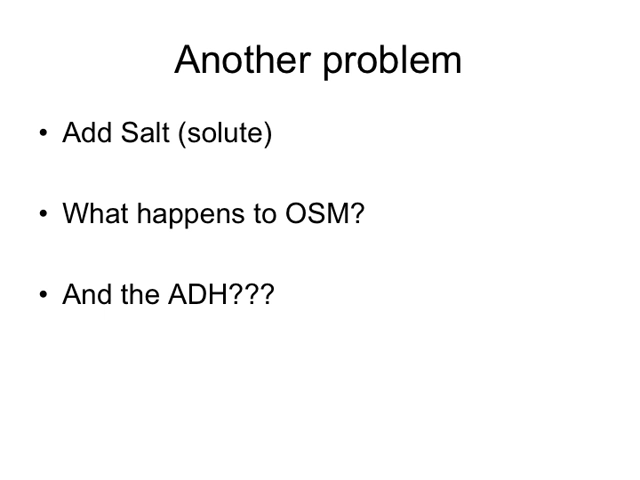 Another problem
• Add Salt (solute)
• What happens to OSM?
• And the ADH???